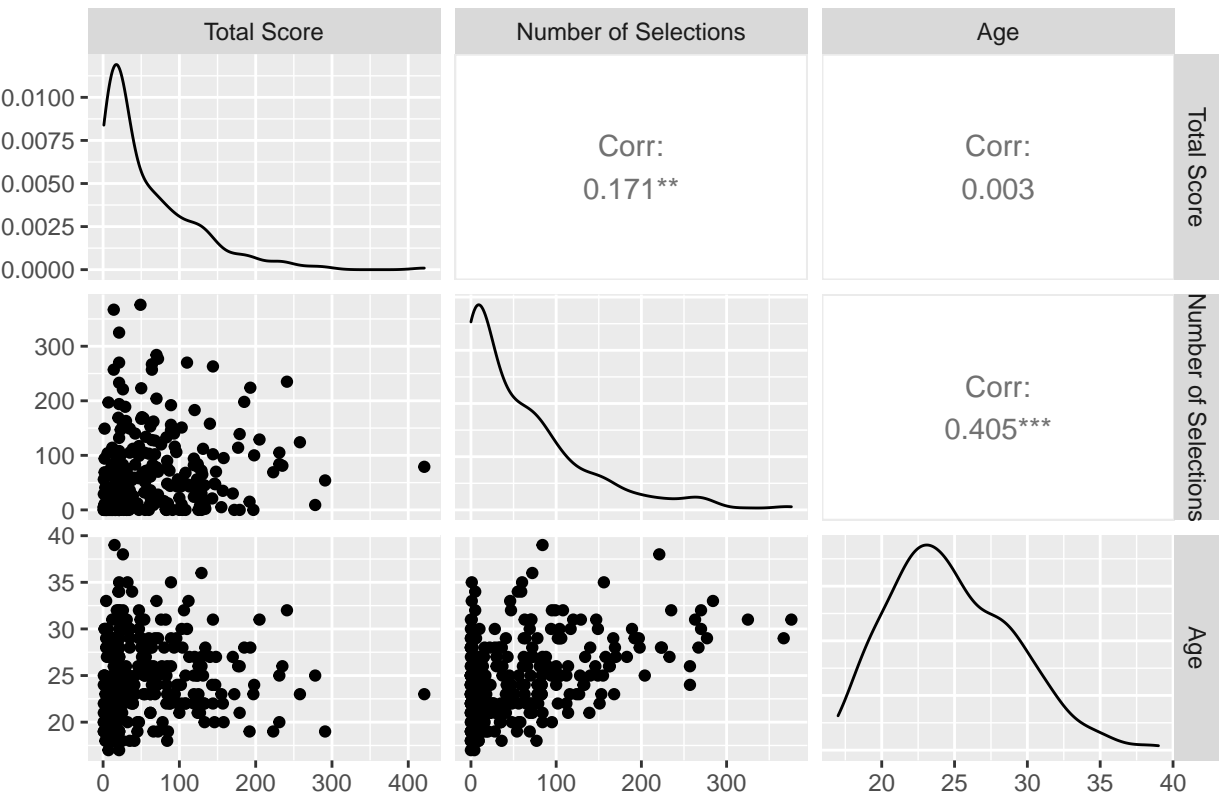 Total Score
Number of Selections
Age
0.0100
0.0075
0.0050
0.0025
0.0000
Corr:
0.171**
Corr:
0.003
Total Score
300
200
100
0
Corr:
0.405***
Number of Selections
40
35
30
25
20
Age
0 100 200 300 400
0 100 200 300
20 25 30 35 40